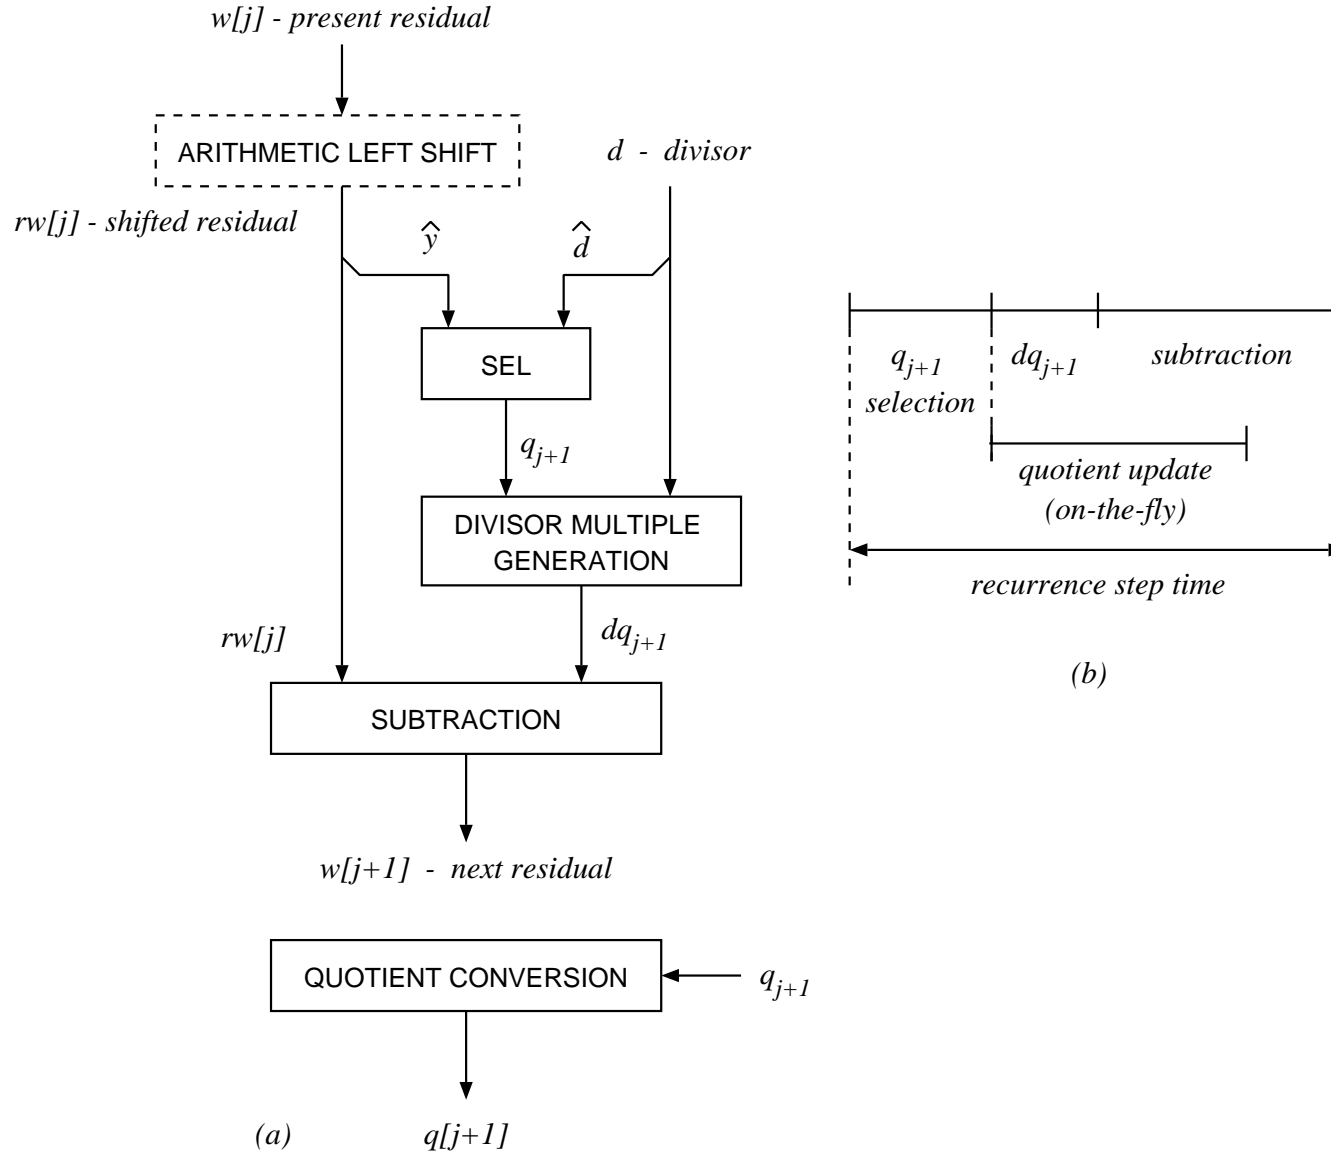 w[j] - present residual
ARITHMETIC LEFT SHIFT
d - divisor
rw[j] - shifted residual
ŷ
d̂
SEL
q_{j+1}
DIVISOR MULTIPLE
GENERATION
rw[j]
dq_{j+1}
SUBTRACTION
w[j+1] - next residual
QUOTIENT CONVERSION
q_{j+1}
(a)
q[j+1]
q_{j+1}
selection
dq_{j+1}
subtraction
quotient update
(on-the-fly)
recurrence step time
(b)